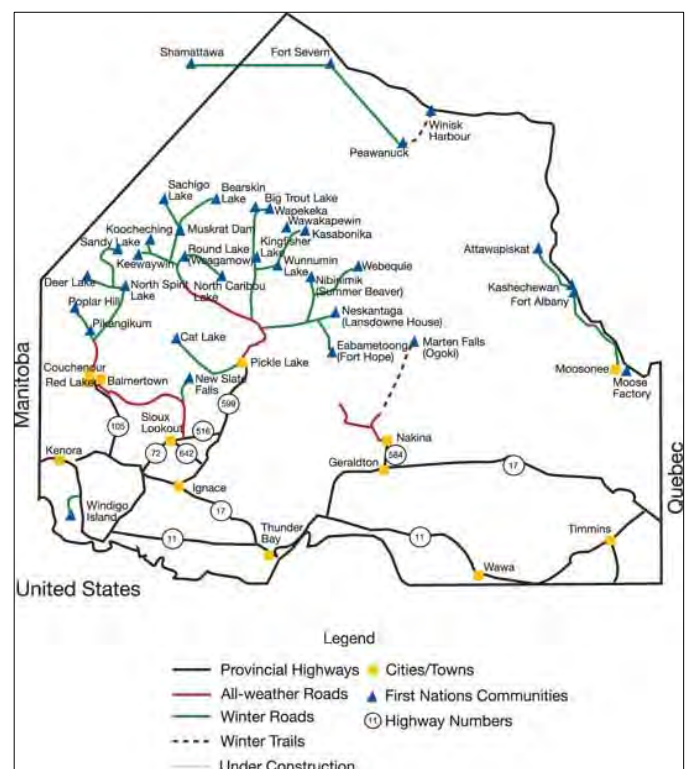 Shamattawa
Fort Severn
Winisk
Harbour
Peawanuck
Sachigo
Lake
Bearskin
Lake
Big Trout Lake
Wapekeka
Wawakapewin
Kasabonika
Koocheching
Muskrat Dam
Sandy Lake
Keewaywin
Round Lake
(Weagamow)
Kingfisher
Lake
Wunnumin
Lake
Webequie
Nibinimik
(Summer Beaver)
Attawapiskat
Kashechewan
Fort Albany
Deer Lake
North Spirit
Lake
North Caribou
Lake
Poplar Hill
Pikangikum
Neskantaga
(Lansdowne House)
Cat Lake
Eabametoong
(Fort Hope)
Marten Falls
(Ogoki)
Pickle Lake
Couchenour
Red Lake
Balmertown
New Slate
Falls
Moosonee
Moose
Factory
Manitoba
599
105
Sioux
Lookout
516
72
642
Nakina
584
Geraldton
17
Kenora
Ignace
17
Quebec
Windigo
Island
11
Thunder
Bay
11
Timmins
Wawa
United States
Legend
Provincial Highways
Cities/Towns
All-weather Roads
First Nations Communities
Winter Roads
11 Highway Numbers
Winter Trails
Under Construction